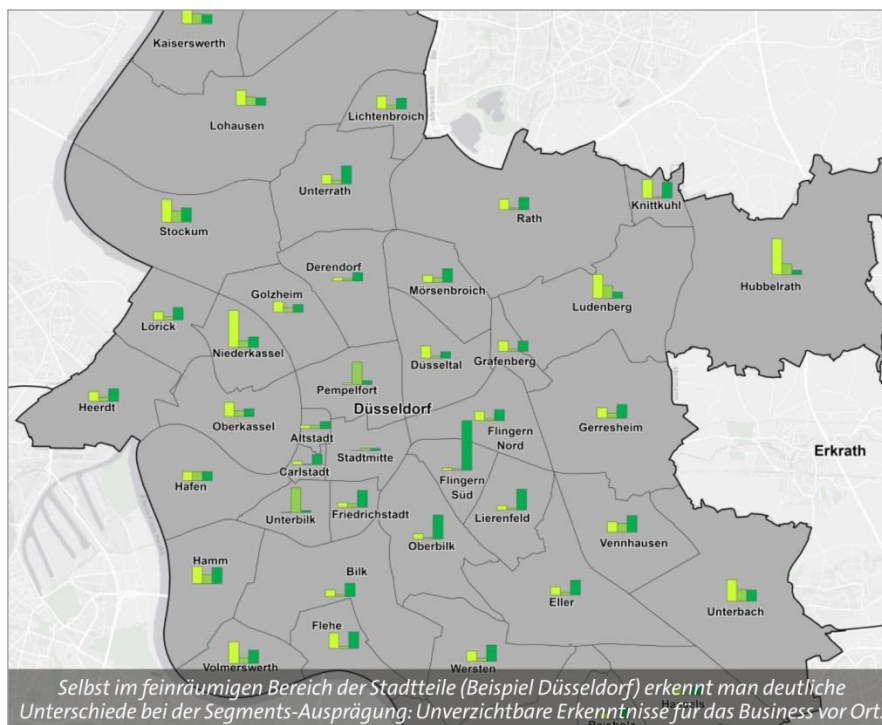 Kaiserswerth
Lohausen
Lichtenbroich
Unterrath
Stockum
Rath
Knittkuhl
Hubbelrath
Derendorf
Golzheim
Mörsenbroich
Ludenberg
Lörick
Niederkassel
Düsseltal
Grafenberg
Pempelfort
Düsseldorf
Heerdt
Oberkassel
Altstadt
Flingern
Nord
Gerresheim
Stadtmitte
Erkrath
Carlstadt
Flingern
Süd
Hafen
Unterbilk
Friedrichstadt
Lierenfeld
Oberbilk
Vennhausen
Hamm
Bilk
Eller
Unterbach
Flehe
Volmerswerth
Wersten
Hassels
Reisholz
Selbst im feinräumigen Bereich der Stadtteile (Beispiel Düsseldorf) erkennt man deutliche
Unterschiede bei der Segments-Ausprägung: Unverzichtbare Erkenntnisse für das Business vor Ort.